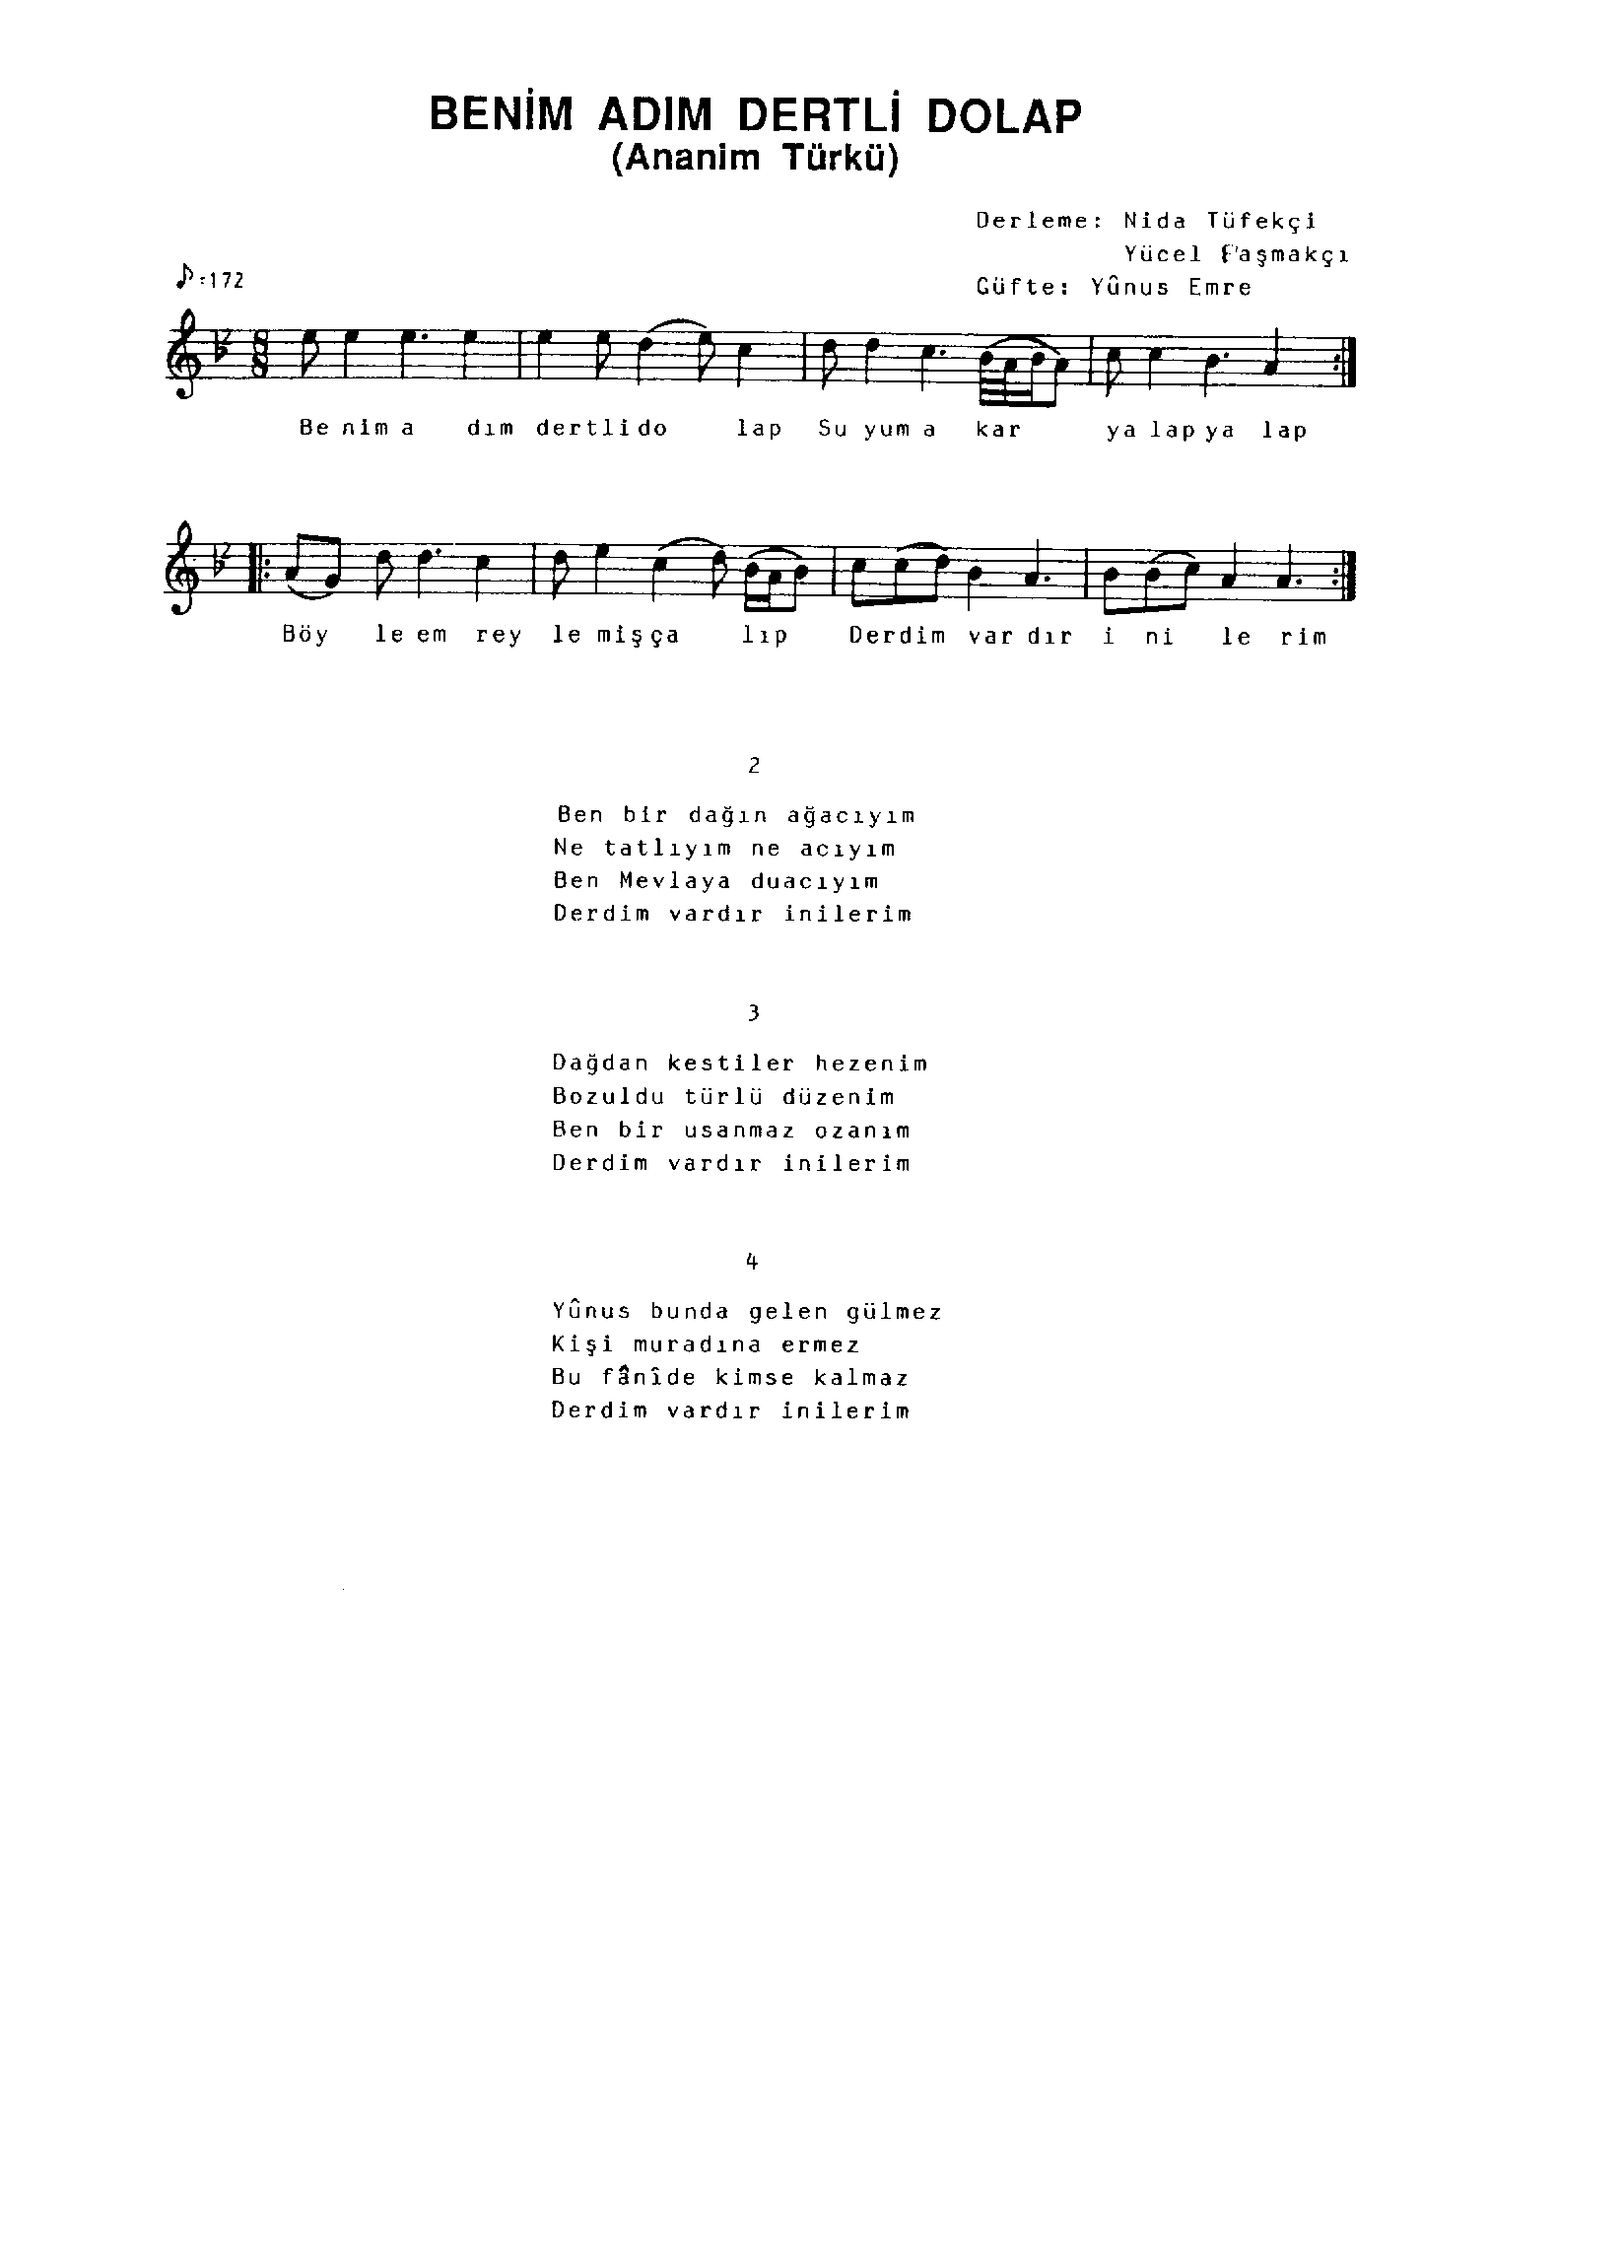 BENİM ADIM DERTLİ DOLAP
(Ananim Türkü)
Derleme: Nida Tüfekçi
Yücel Paşmakçı
Güfte: Yûnus Emre
♪=172
Be nim a dım dertli do lap Su yum a kar ya lap ya lap
Böy le em rey le miş ça lıp Derdim var dır i ni le rim
2
Ben bir dağın ağacıyım
Ne tatlıyım ne acıyım
Ben Mevlaya duacıyım
Derdim vardır inilerim
3
Dağdan kestiler hezenim
Bozuldu türlü düzenim
Ben bir usanmaz ozanım
Derdim vardır inilerim
4
Yûnus bunda gelen gülmez
Kişi muradına ermez
Bu fânîde kimse kalmaz
Derdim vardır inilerim